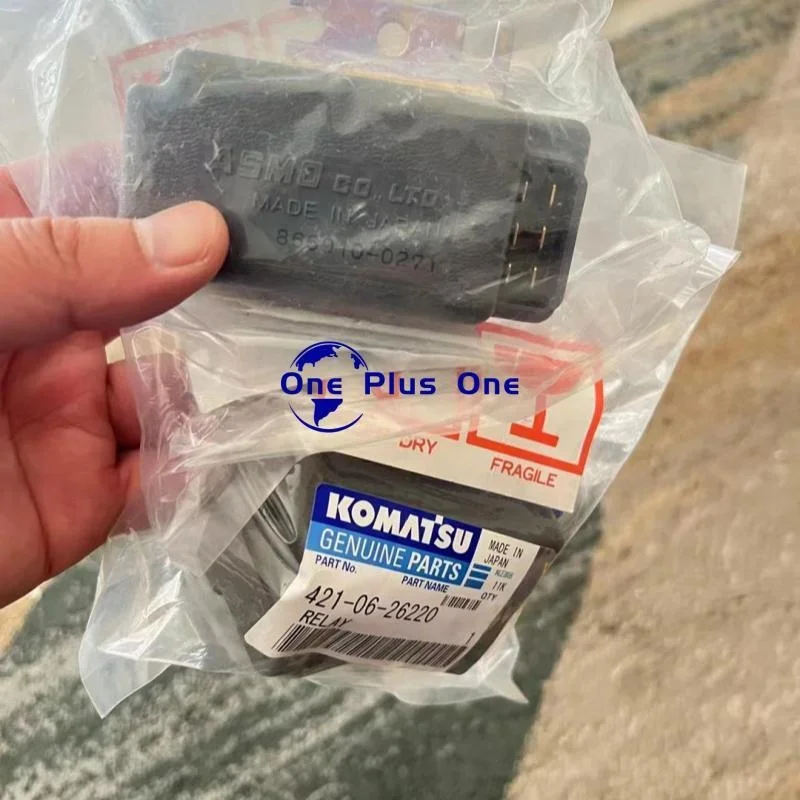 ASMO CO., LTD.
MADE IN JAPAN
One Plus One
DRY
FRAGILE
KOMATSU
GENUINE PARTS
MADE IN
JAPAN
PART No.
PART NAME
11K
QTY
421-06-26220
RELAY
1